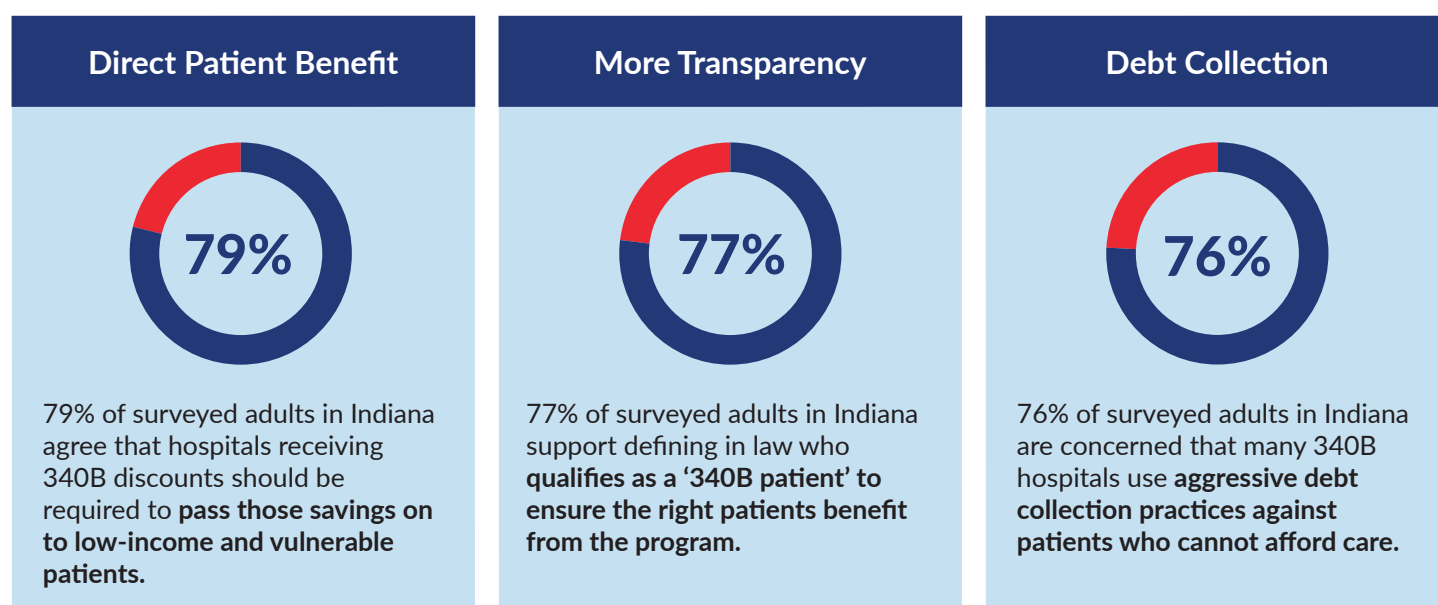 Direct Patient Benefit
79%
79% of surveyed adults in Indiana
agree that hospitals receiving
340B discounts should be
required to pass those savings on
to low-income and vulnerable
patients.
More Transparency
77%
77% of surveyed adults in Indiana
support defining in law who
qualifies as a ‘340B patient’ to
ensure the right patients benefit
from the program.
Debt Collection
76%
76% of surveyed adults in Indiana
are concerned that many 340B
hospitals use aggressive debt
collection practices against
patients who cannot afford care.